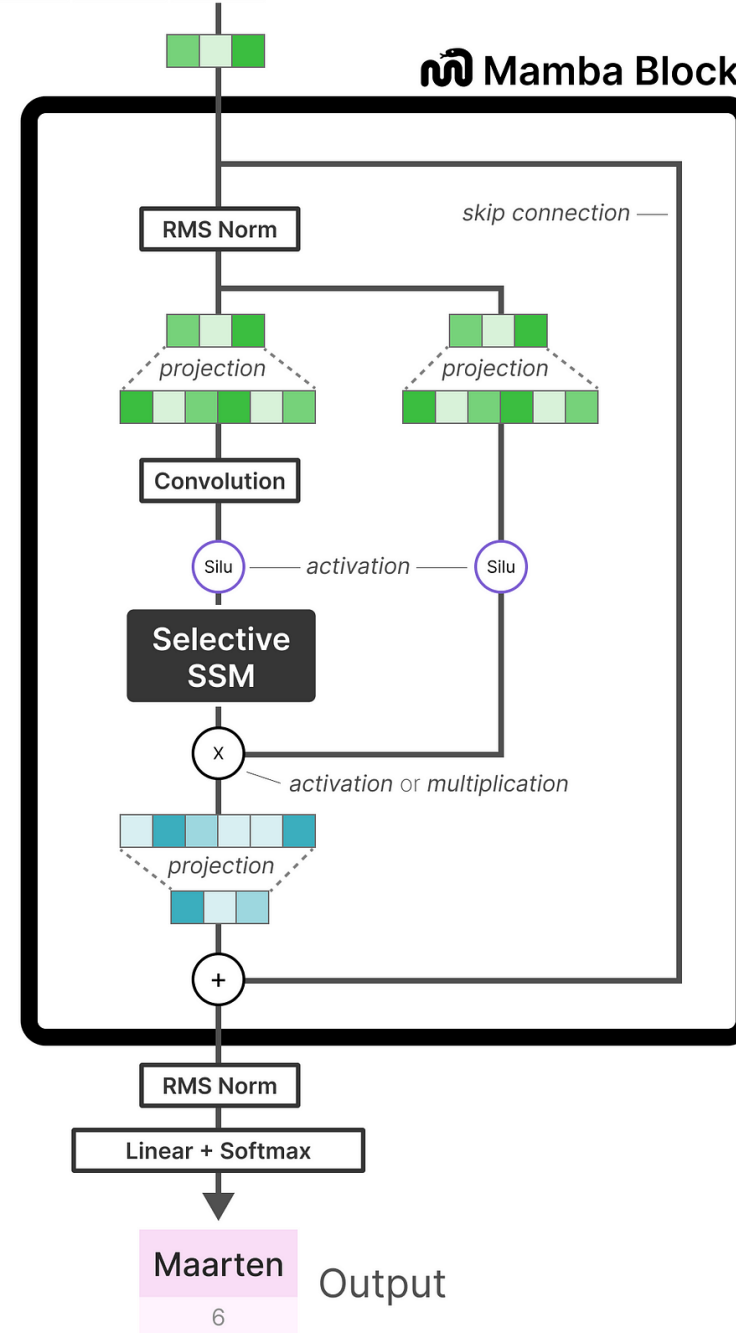 Mamba Block
skip connection
RMS Norm
projection
projection
Convolution
Silu
activation
Silu
Selective
SSM
X
activation or multiplication
projection
+
RMS Norm
Linear + Softmax
Maarten
Output
6